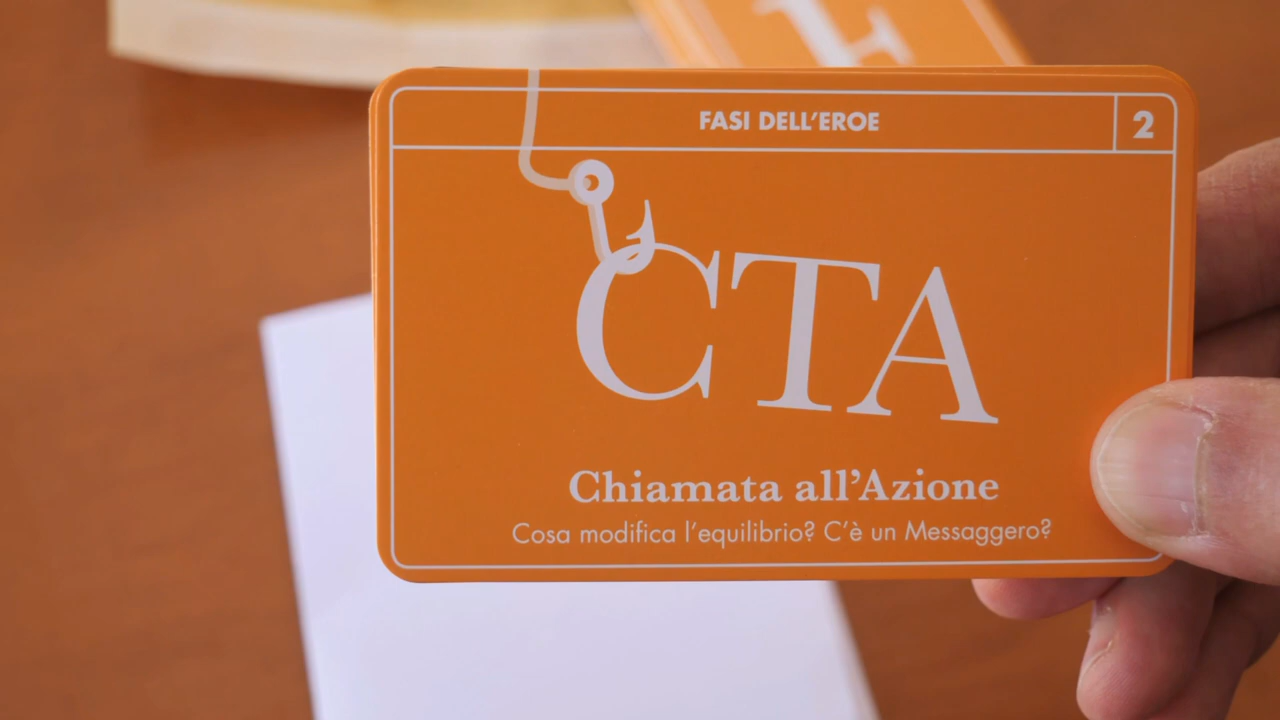 FASI DELL'EROE
2
CTA
Chiamata all'Azione
Cosa modifica l'equilibrio? C'è un Messaggero?